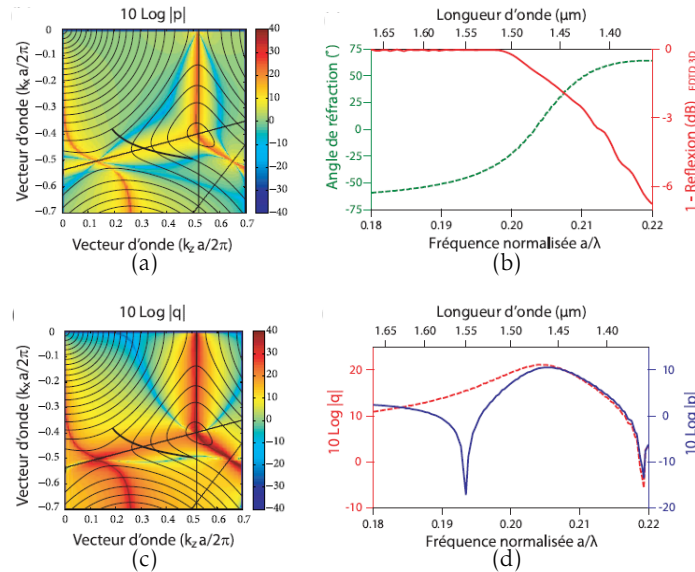 10 Log |p|
Vecteur d'onde (kₓ a/2π)
0
-0.1
-0.2
-0.3
-0.4
-0.5
-0.6
-0.7
0 0.1 0.2 0.3 0.4 0.5 0.6 0.7
Vecteur d'onde (k_z a/2π)
40
30
20
10
0
-10
-20
-30
-40
(a)
Longueur d'onde (μm)
1.65 1.60 1.55 1.50 1.45 1.40
Angle de réfraction (°)
75
50
25
0
-25
-50
-75
0
-3
-6
1 - Reflexion (dB) FDTD 3D
0.18 0.19 0.20 0.21 0.22
Fréquence normalisée a/λ
(b)
10 Log |q|
Vecteur d'onde (kₓ a/2π)
0
-0.1
-0.2
-0.3
-0.4
-0.5
-0.6
-0.7
0 0.1 0.2 0.3 0.4 0.5 0.6 0.7
Vecteur d'onde (k_z a/2π)
40
30
20
10
0
-10
-20
-30
-40
(c)
Longueur d'onde (μm)
1.65 1.60 1.55 1.50 1.45 1.40
10 Log |q|
20
10
0
-10
10
0
-10
-20
10 Log |p|
0.18 0.19 0.20 0.21 0.22
Fréquence normalisée a/λ
(d)